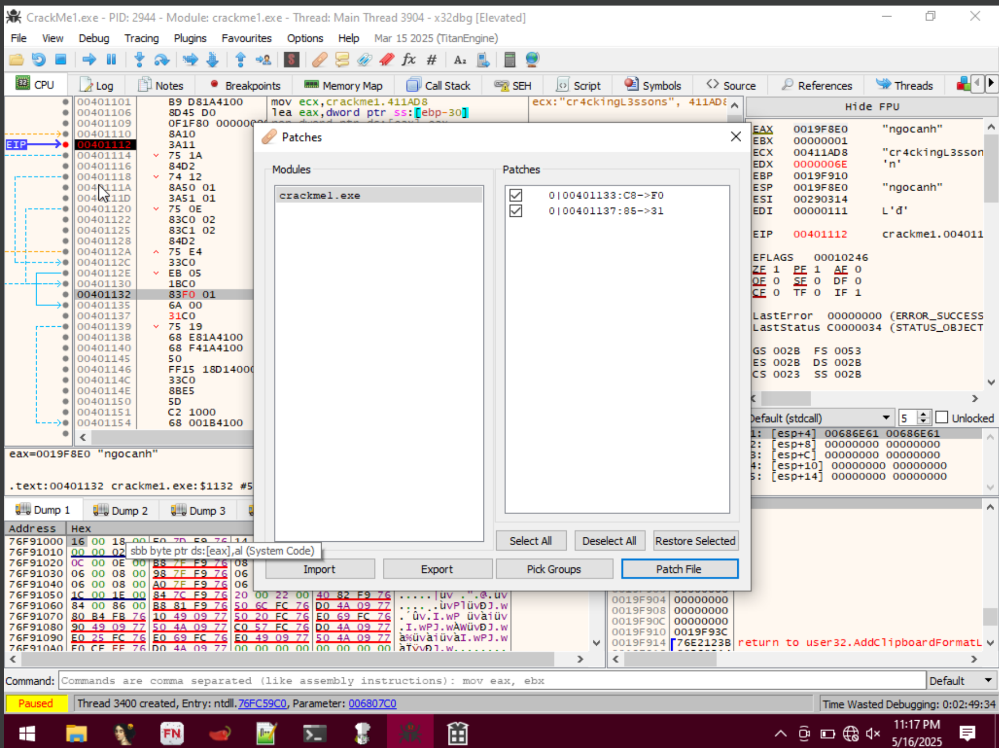 CrackMe1.exe - PID: 2944 - Module: crackme1.exe - Thread: Main Thread 3904 - x32dbg [Elevated]
File View Debug Tracing Plugins Favourites Options Help Mar 15 2025 (TitanEngine)
CPU Log Notes Breakpoints Memory Map Call Stack SEH Script Symbols Source References Threads
00401101 B9 D81A4100 mov ecx,crackme1.411AD8 ecx:"cr4ckingL3ssons", 411AD8
00401106 8D45 D0 lea eax,dword ptr ss:[ebp-30]
00401109 0F1F80 0000000
00401110 8A10
EIP 00401112 3A11
00401114 75 1A
00401116 84D2
00401118 74 12
0040111A 8A50 01
0040111D 3A51 01
00401120 75 0E
00401122 83C0 02
00401125 83C1 02
00401128 84D2
0040112A 75 E4
0040112C 33C0
0040112E EB 05
00401130 1BC0
00401132 83F0 01
00401135 6A 00
00401137 31C0
00401139 75 19
0040113B 68 E81A4100
00401140 68 F41A4100
00401145 50
00401146 FF15 18D14000
0040114C 33C0
0040114E 8BE5
00401150 5D
00401151 C2 1000
00401154 68 001B4100
eax=0019F8E0 "ngocanh"
.text:00401132 crackme1.exe:$1132 #5
Patches
Modules
crackme1.exe
Patches
0|00401133:C8->F0
0|00401137:85->31
Select All Deselect All Restore Selected
Import Export Pick Groups Patch File
Hide FPU
EAX 0019F8E0 "ngocanh"
EBX 00000001
ECX 00411AD8 "cr4ckingL3sson
EDX 0000006E 'n'
EBP 0019F910
ESP 0019F8E0 "ngocanh"
ESI 00290314
EDI 00000111 L'đ'
EIP 00401112 crackme1.004011
EFLAGS 00010246
ZF 1 PF 1 AF 0
OF 0 SF 0 DF 0
CF 0 TF 0 IF 1
LastError 00000000 (ERROR_SUCCESS
LastStatus C0000034 (STATUS_OBJECT
GS 002B FS 0053
ES 002B DS 002B
CS 0023 SS 002B
Default (stdcall) 5 Unlocked
1: [esp+4] 00686E61 00686E61
2: [esp+8] 00000000 00000000
3: [esp+C] 00000000 00000000
4: [esp+10] 00000000 00000000
5: [esp+14] 00000000 00000000
Dump 1 Dump 2 Dump 3
Address Hex
76F91000 16 00 18 00 E0 7D F9 76 14
76F91010 00 00 02
sbb byte ptr ds:[eax],al (System Code)
76F91020 0C 00 0E 00 B8 7F F9 76 08
76F91030 06 00 08 00 98 7F F9 76 06
76F91040 06 00 08 00 A0 7F F9 76 06
76F91050 1C 00 1E 00 84 7C F9 76 20 00 22 00 40 82 F9 76 .....|ùv .".@.ùv
76F91060 84 00 86 00 B8 81 F9 76 50 6C FC 76 D0 4A 09 77 ....¸.ùvPlüvÐJ.w
76F91070 80 B4 FB 76 10 49 09 77 50 20 FC 76 E0 69 FC 76 .´ûv.I.wP üvàiüv
76F91080 90 49 09 77 50 4A 09 77 C0 57 FC 76 D0 4A 09 77 .I.wPJ.wÀWüvÐJ.w
76F91090 E0 25 FC 76 E0 69 FC 76 E0 49 09 77 50 4A 09 77 à%üvàiüvàI.wPJ.w
76F910A0 D0 4A 09 77 00 00 00 00 00 00 00 00
0019F904 00000000
0019F908 00000000
0019F90C 00000000
0019F910 0019F93C
0019F914 76E2123B return to user32.AddClipboardFormatL
Command: Commands are comma separated (like assembly instructions): mov eax, ebx Default
Paused Thread 3400 created, Entry: ntdll.76FC59C0, Parameter: 006807C0 Time Wasted Debugging: 0:02:49:34
FN
11:17 PM
5/16/2025